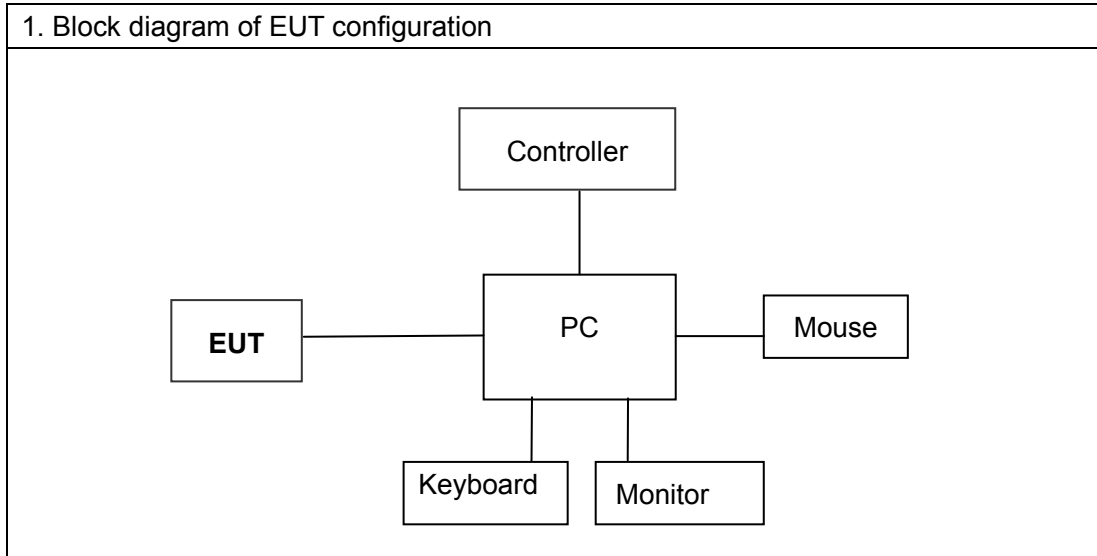 1. Block diagram of EUT configuration
Controller
EUT
PC
Mouse
Keyboard
Monitor